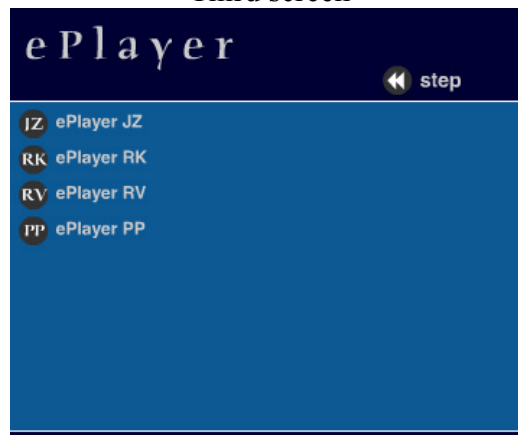 Third screen
ePlayer
step
JZ ePlayer JZ
RK ePlayer RK
RV ePlayer RV
PP ePlayer PP